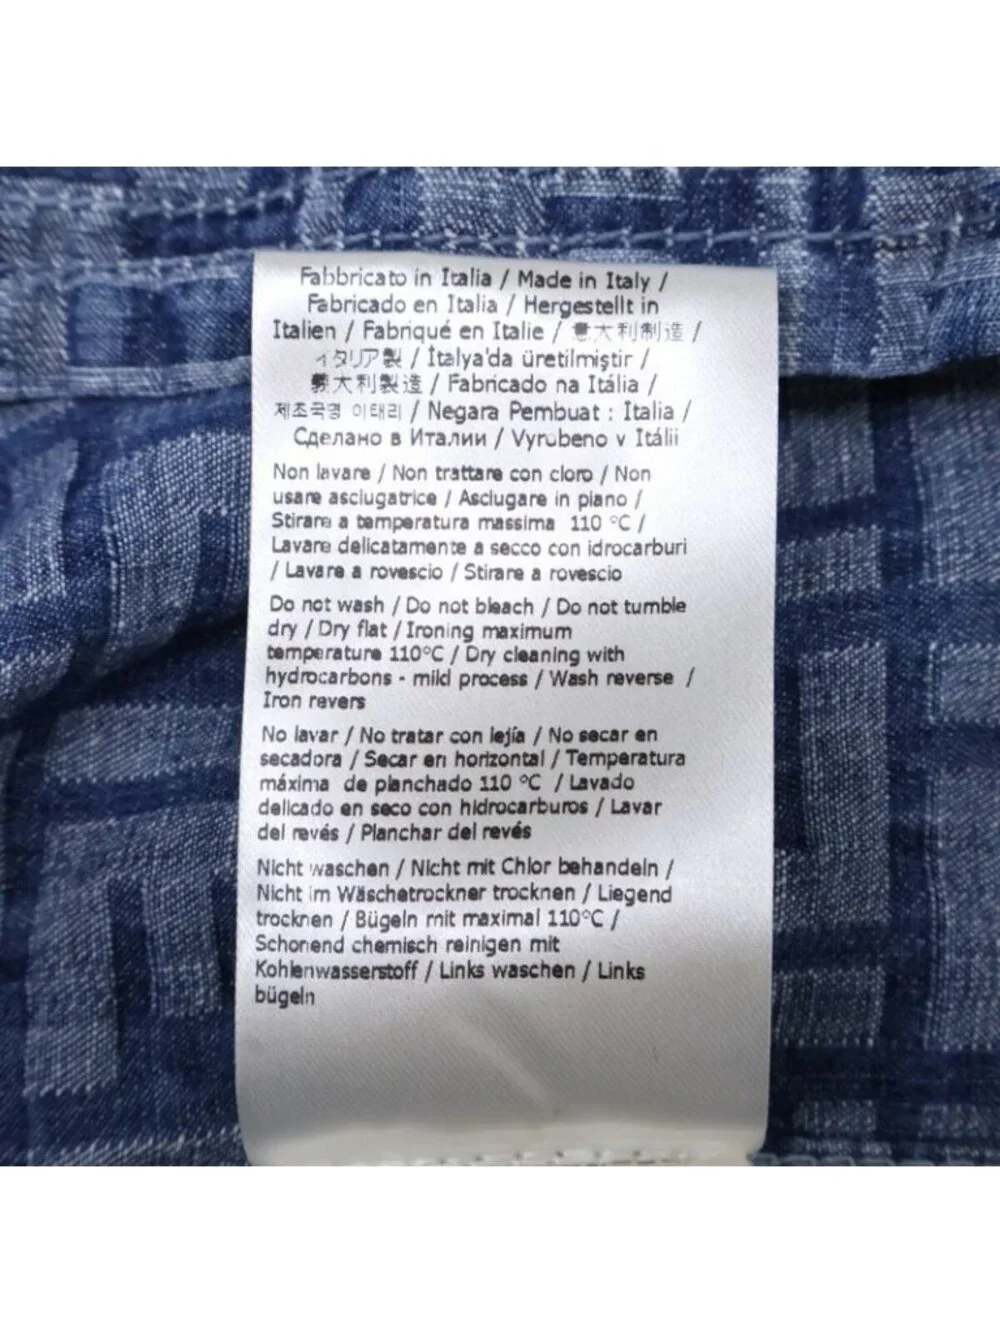 Fabbricato in Italia / Made in Italy /
Fabricado en Italia / Hergestellt in
Italien / Fabriqué en Italie / 意大利制造 /
イタリア製 / İtalya'da üretilmiştir /
義大利製造 / Fabricado na Itália /
제조국명 이태리 / Negara Pembuat : Italia /
Сделано в Италии / Vyrobeno v Itálii
Non lavare / Non trattare con cloro / Non
usare asciugatrice / Asciugare in piano /
Stirare a temperatura massima 110 °C /
Lavare delicatamente a secco con idrocarburi
/ Lavare a rovescio / Stirare a rovescio
Do not wash / Do not bleach / Do not tumble
dry / Dry flat / Ironing maximum
temperature 110°C / Dry cleaning with
hydrocarbons - mild process / Wash reverse /
Iron revers
No lavar / No tratar con lejía / No secar en
secadora / Secar en horizontal / Temperatura
máxima de planchado 110 °C / Lavado
delicado en seco con hidrocarburos / Lavar
del revés / Planchar del revés
Nicht waschen / Nicht mit Chlor behandeln /
Nicht im Wäschetrockner trocknen / Liegend
trocknen / Bügeln mit maximal 110°C /
Schonend chemisch reinigen mit
Kohlenwasserstoff / Links waschen / Links
bügeln